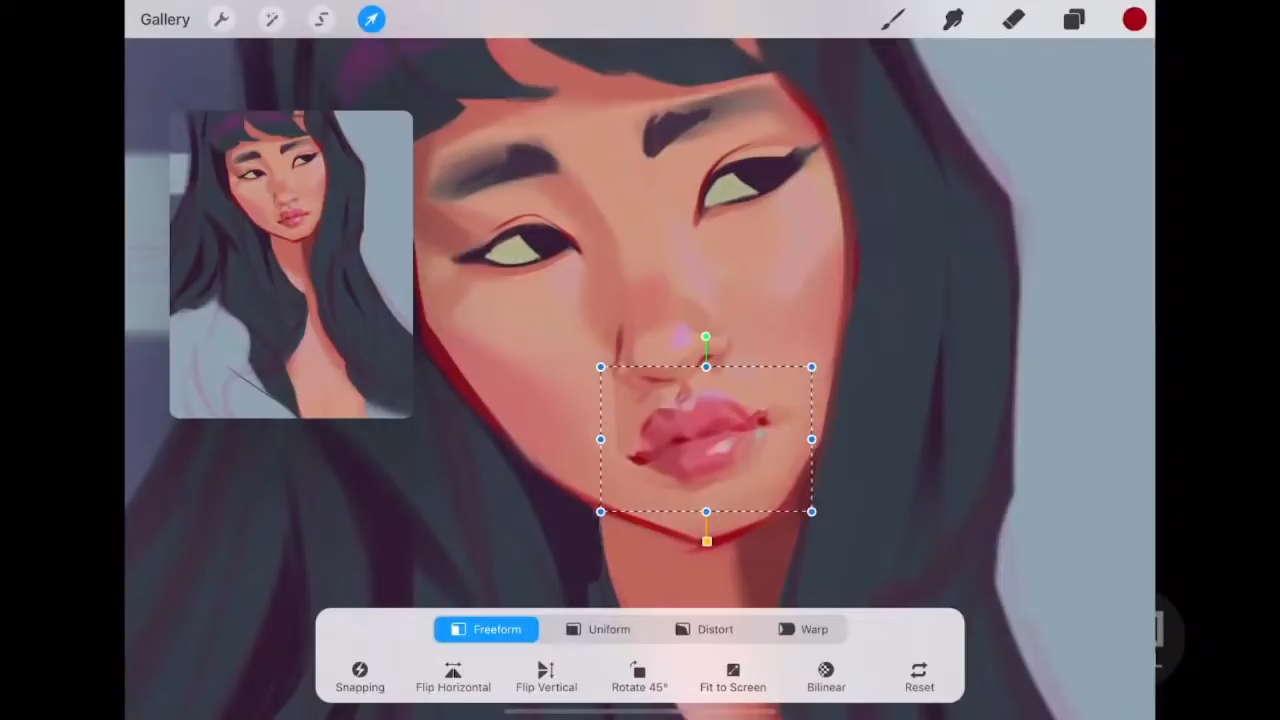 Gallery
Freeform Uniform Distort Warp
Snapping Flip Horizontal Flip Vertical Rotate 45° Fit to Screen Bilinear Reset